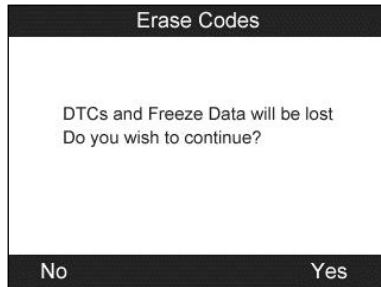 Erase Codes
DTCs and Freeze Data will be lost
Do you wish to continue?
No Yes